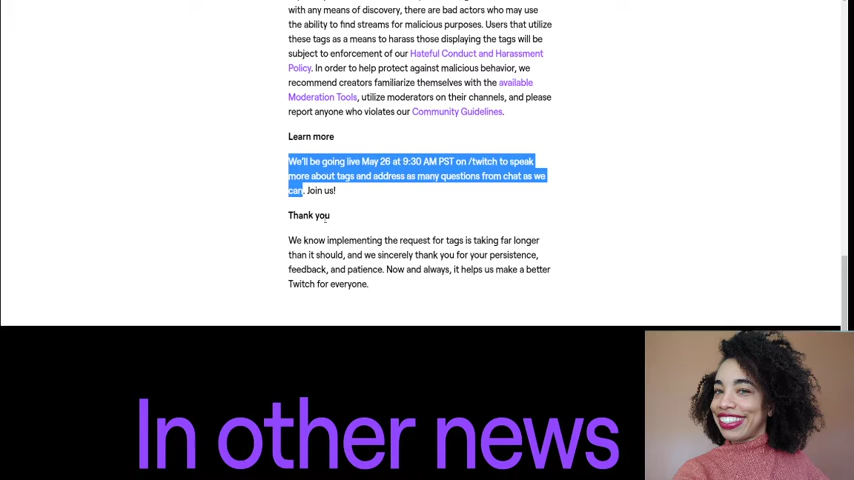 with any means of discovery, there are bad actors who may use
the ability to find streams for malicious purposes. Users that utilize
these tags as a means to harass those displaying the tags will be
subject to enforcement of our Hateful Conduct and Harassment
Policy. In order to help protect against malicious behavior, we
recommend creators familiarize themselves with the available
Moderation Tools, utilize moderators on their channels, and please
report anyone who violates our Community Guidelines.
Learn more
We'll be going live May 26 at 9:30 AM PST on /twitch to speak
more about tags and address as many questions from chat as we
can. Join us!
Thank you
We know implementing the request for tags is taking far longer
than it should, and we sincerely thank you for your persistence,
feedback, and patience. Now and always, it helps us make a better
Twitch for everyone.
In other news